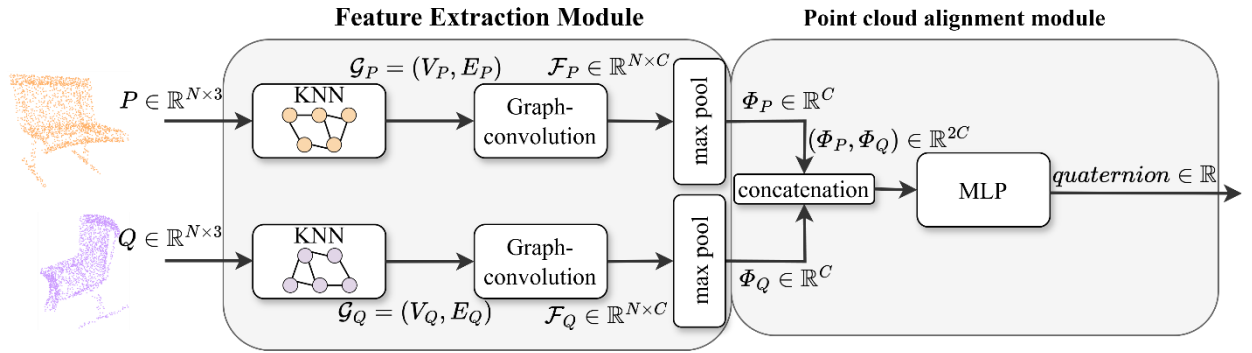 Feature Extraction Module
Point cloud alignment module
P ∈ ℝ^{N×3}
KNN
𝒢_P = (V_P, E_P)
Graph-
convolution
ℱ_P ∈ ℝ^{N×C}
max pool
Φ_P ∈ ℝ^C
(Φ_P, Φ_Q) ∈ ℝ^{2C}
concatenation
MLP
quaternion ∈ ℝ
Q ∈ ℝ^{N×3}
KNN
𝒢_Q = (V_Q, E_Q)
Graph-
convolution
ℱ_Q ∈ ℝ^{N×C}
max pool
Φ_Q ∈ ℝ^C